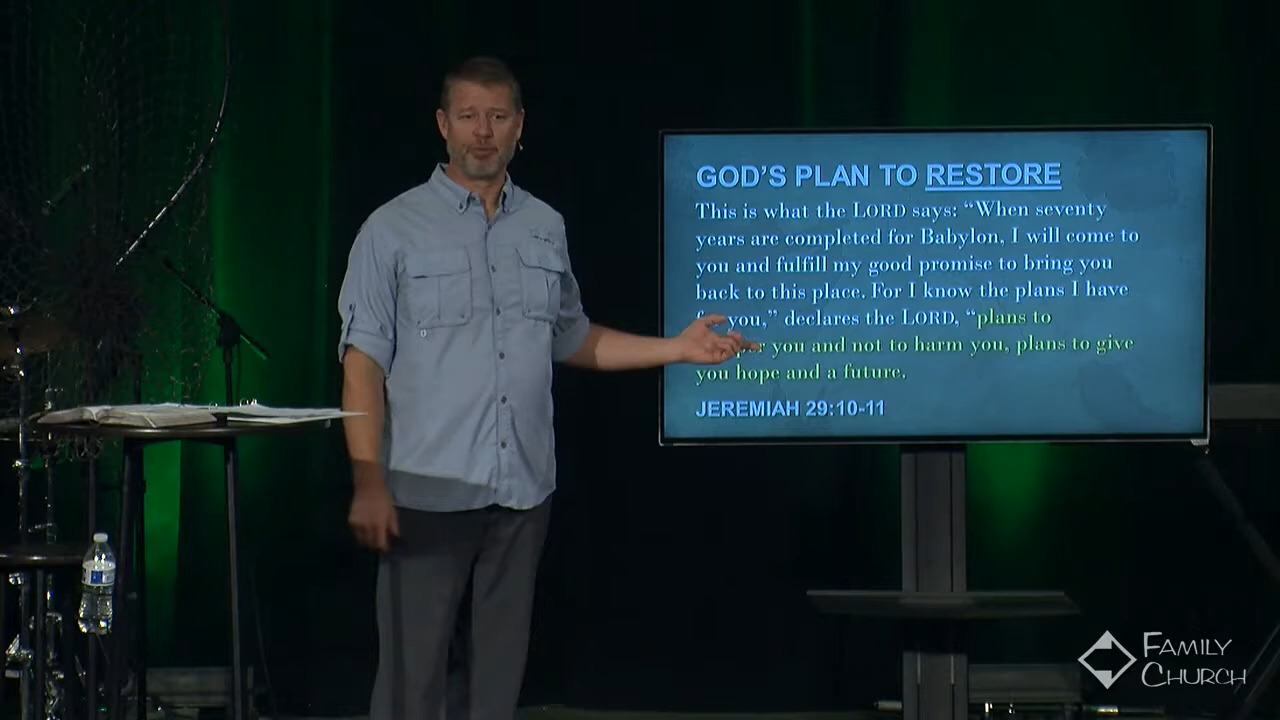 GOD'S PLAN TO RESTORE
This is what the LORD says: “When seventy
years are completed for Babylon, I will come to
you and fulfill my good promise to bring you
back to this place. For I know the plans I have
you,” declares the LORD, “plans to
you and not to harm you, plans to give
you hope and a future.
JEREMIAH 29:10-11
FAMILY
CHURCH